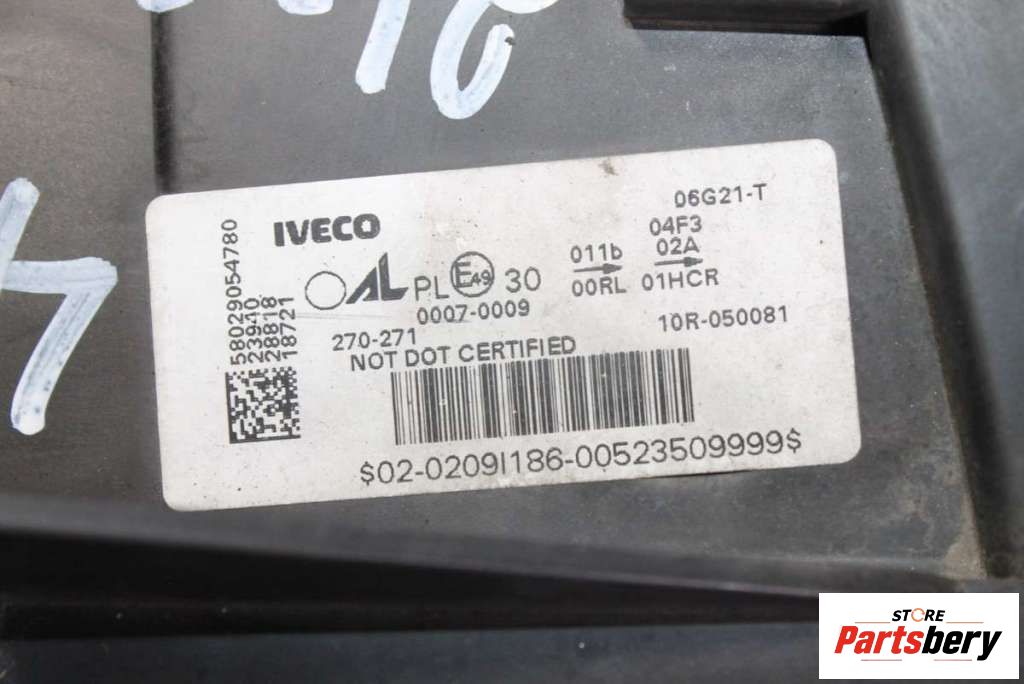 06G21-T
IVECO
04F3
011b 02A
AL PL E49 30
00RL 01HCR
0007-0009
270-271
10R-050081
NOT DOT CERTIFIED
58029054780
23940
28818
18721
$02-0209I186-00523509999$
STORE
Partsbery